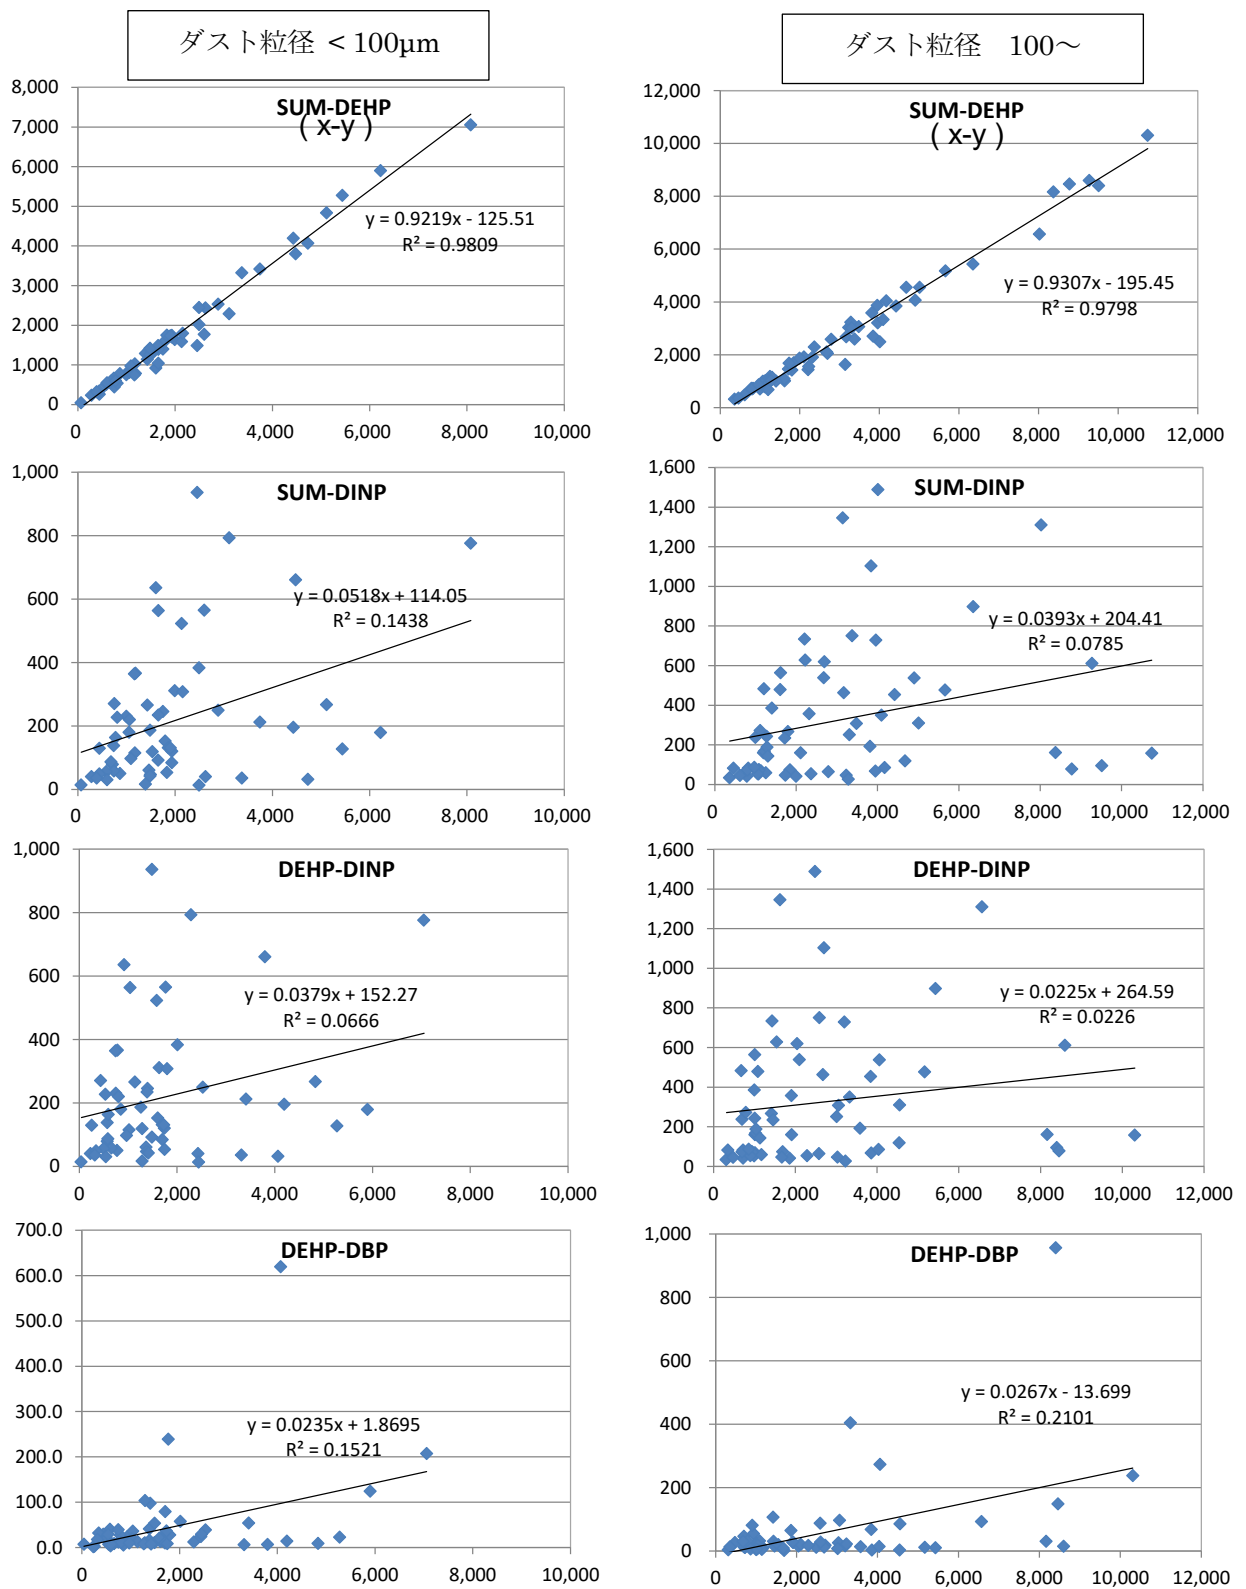 ダスト粒径 < 100μm
ダスト粒径　100～
SUM-DEHP
( x-y )
8,000
7,000
6,000
5,000
4,000
3,000
2,000
1,000
0
y = 0.9219x - 125.51
R² = 0.9809
0 2,000 4,000 6,000 8,000 10,000
SUM-DEHP
( x-y )
12,000
10,000
8,000
6,000
4,000
2,000
0
y = 0.9307x - 195.45
R² = 0.9798
0 2,000 4,000 6,000 8,000 10,000 12,000
SUM-DINP
1,000
800
600
400
200
0
y = 0.0518x + 114.05
R² = 0.1438
0 2,000 4,000 6,000 8,000 10,000
SUM-DINP
1,600
1,400
1,200
1,000
800
600
400
200
0
y = 0.0393x + 204.41
R² = 0.0785
0 2,000 4,000 6,000 8,000 10,000 12,000
DEHP-DINP
1,000
800
600
400
200
0
y = 0.0379x + 152.27
R² = 0.0666
0 2,000 4,000 6,000 8,000 10,000
DEHP-DINP
1,600
1,400
1,200
1,000
800
600
400
200
0
y = 0.0225x + 264.59
R² = 0.0226
0 2,000 4,000 6,000 8,000 10,000 12,000
DEHP-DBP
700.0
600.0
500.0
400.0
300.0
200.0
100.0
0.0
y = 0.0235x + 1.8695
R² = 0.1521
0 2,000 4,000 6,000 8,000 10,000
DEHP-DBP
1,000
800
600
400
200
0
y = 0.0267x - 13.699
R² = 0.2101
0 2,000 4,000 6,000 8,000 10,000 12,000